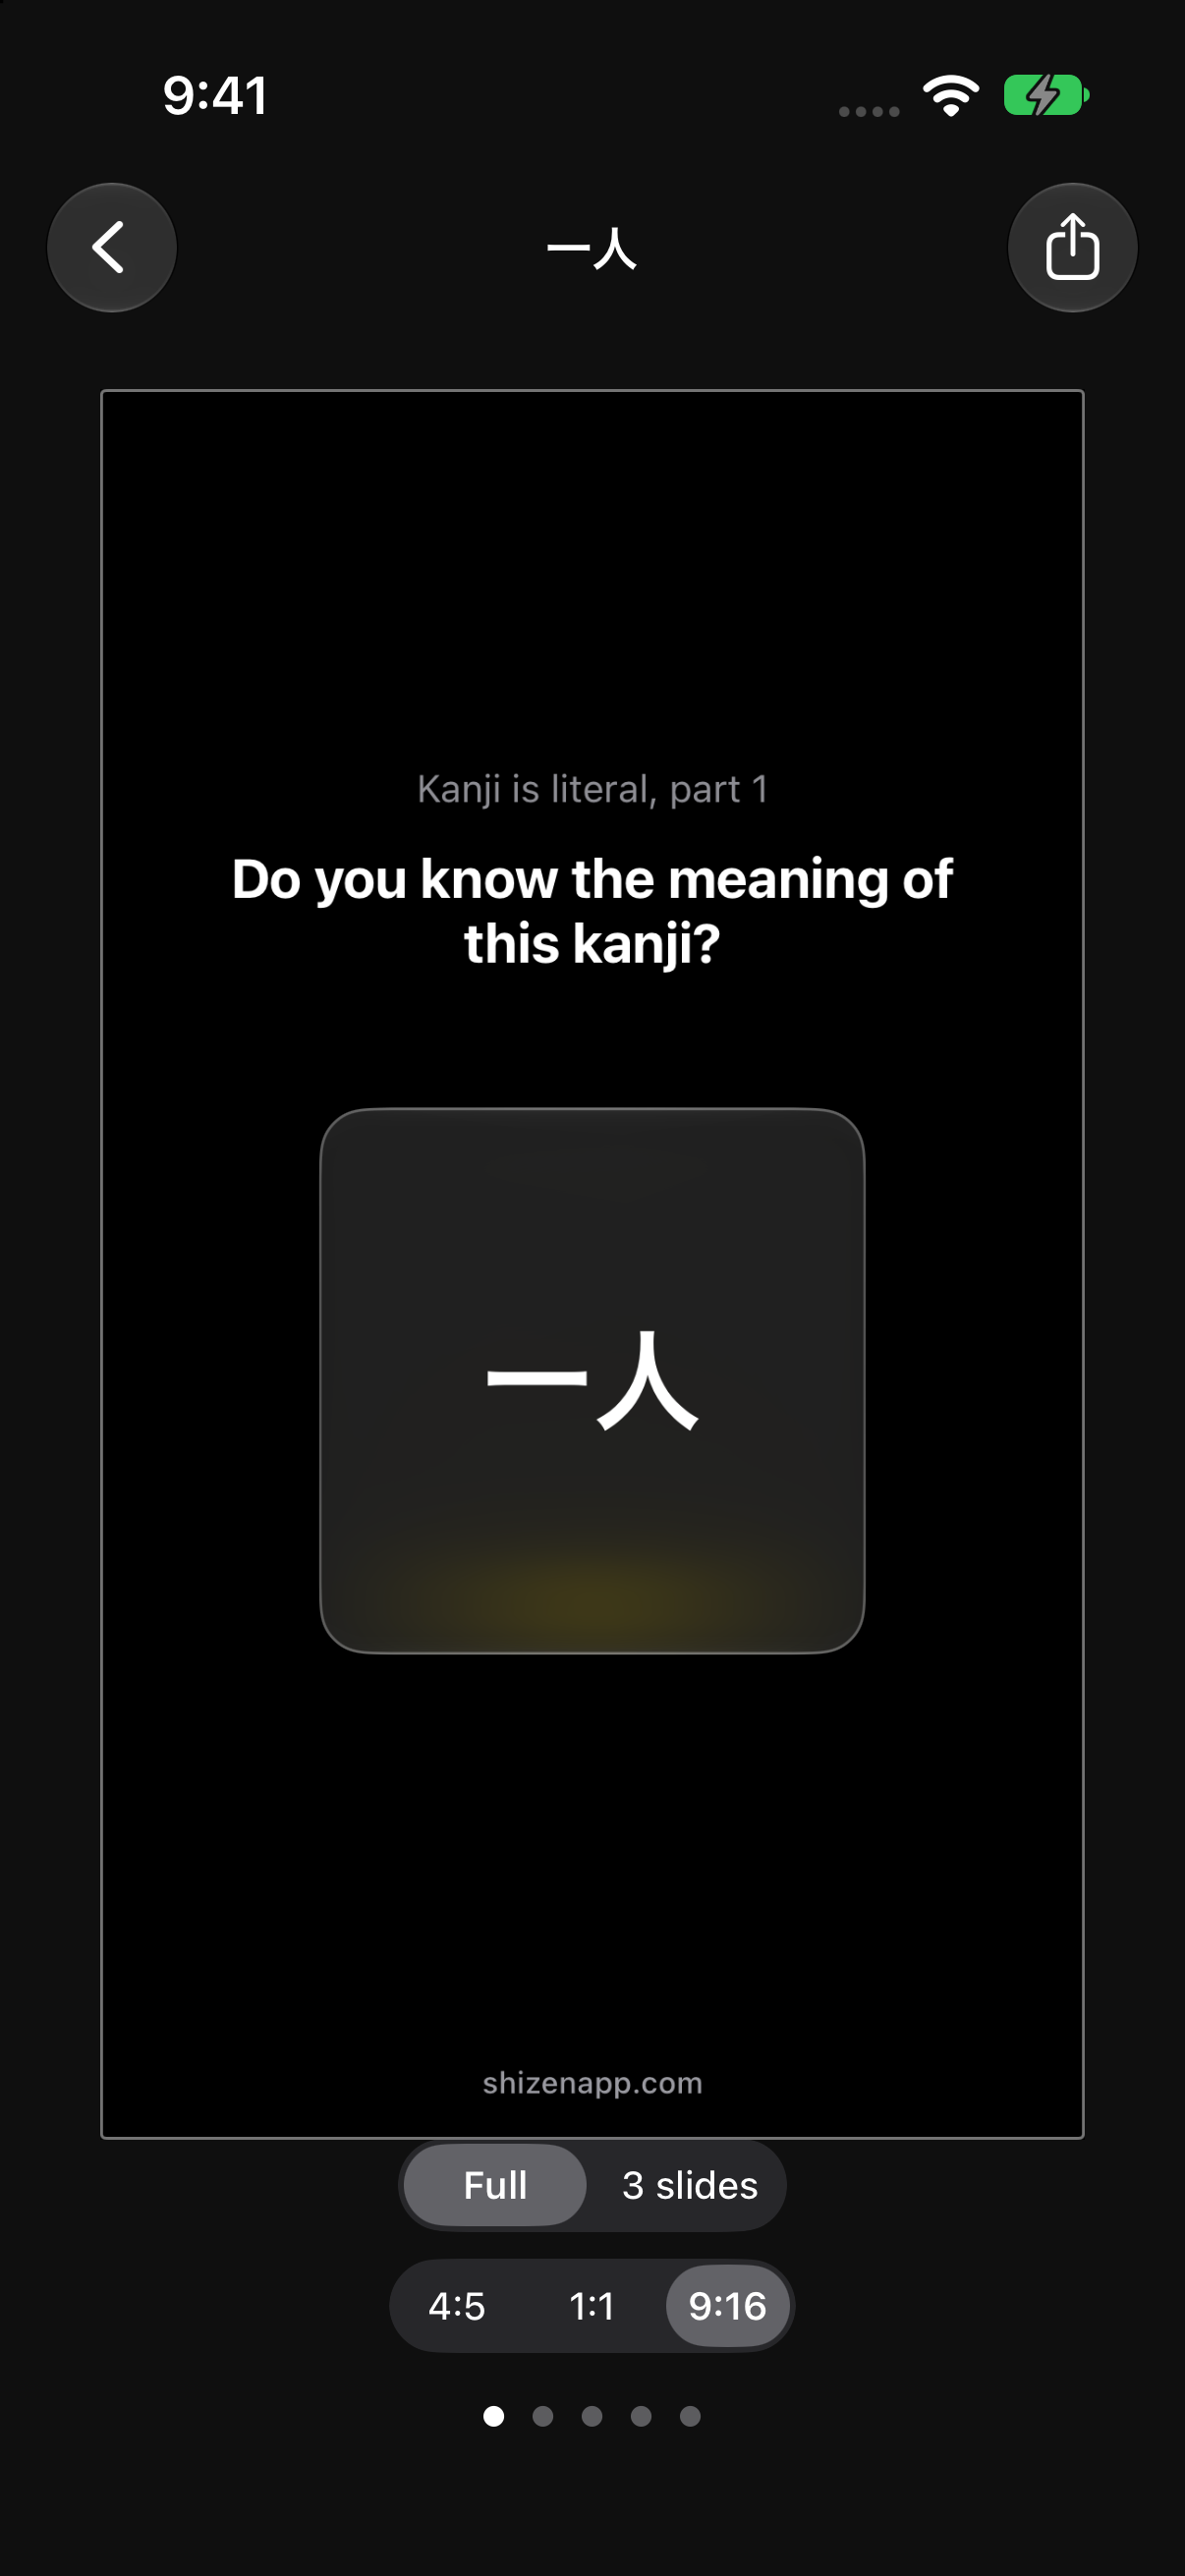 9:41
一人
Kanji is literal, part 1
Do you know the meaning of
this kanji?
一人
shizenapp.com
Full 3 slides
4:5 1:1 9:16